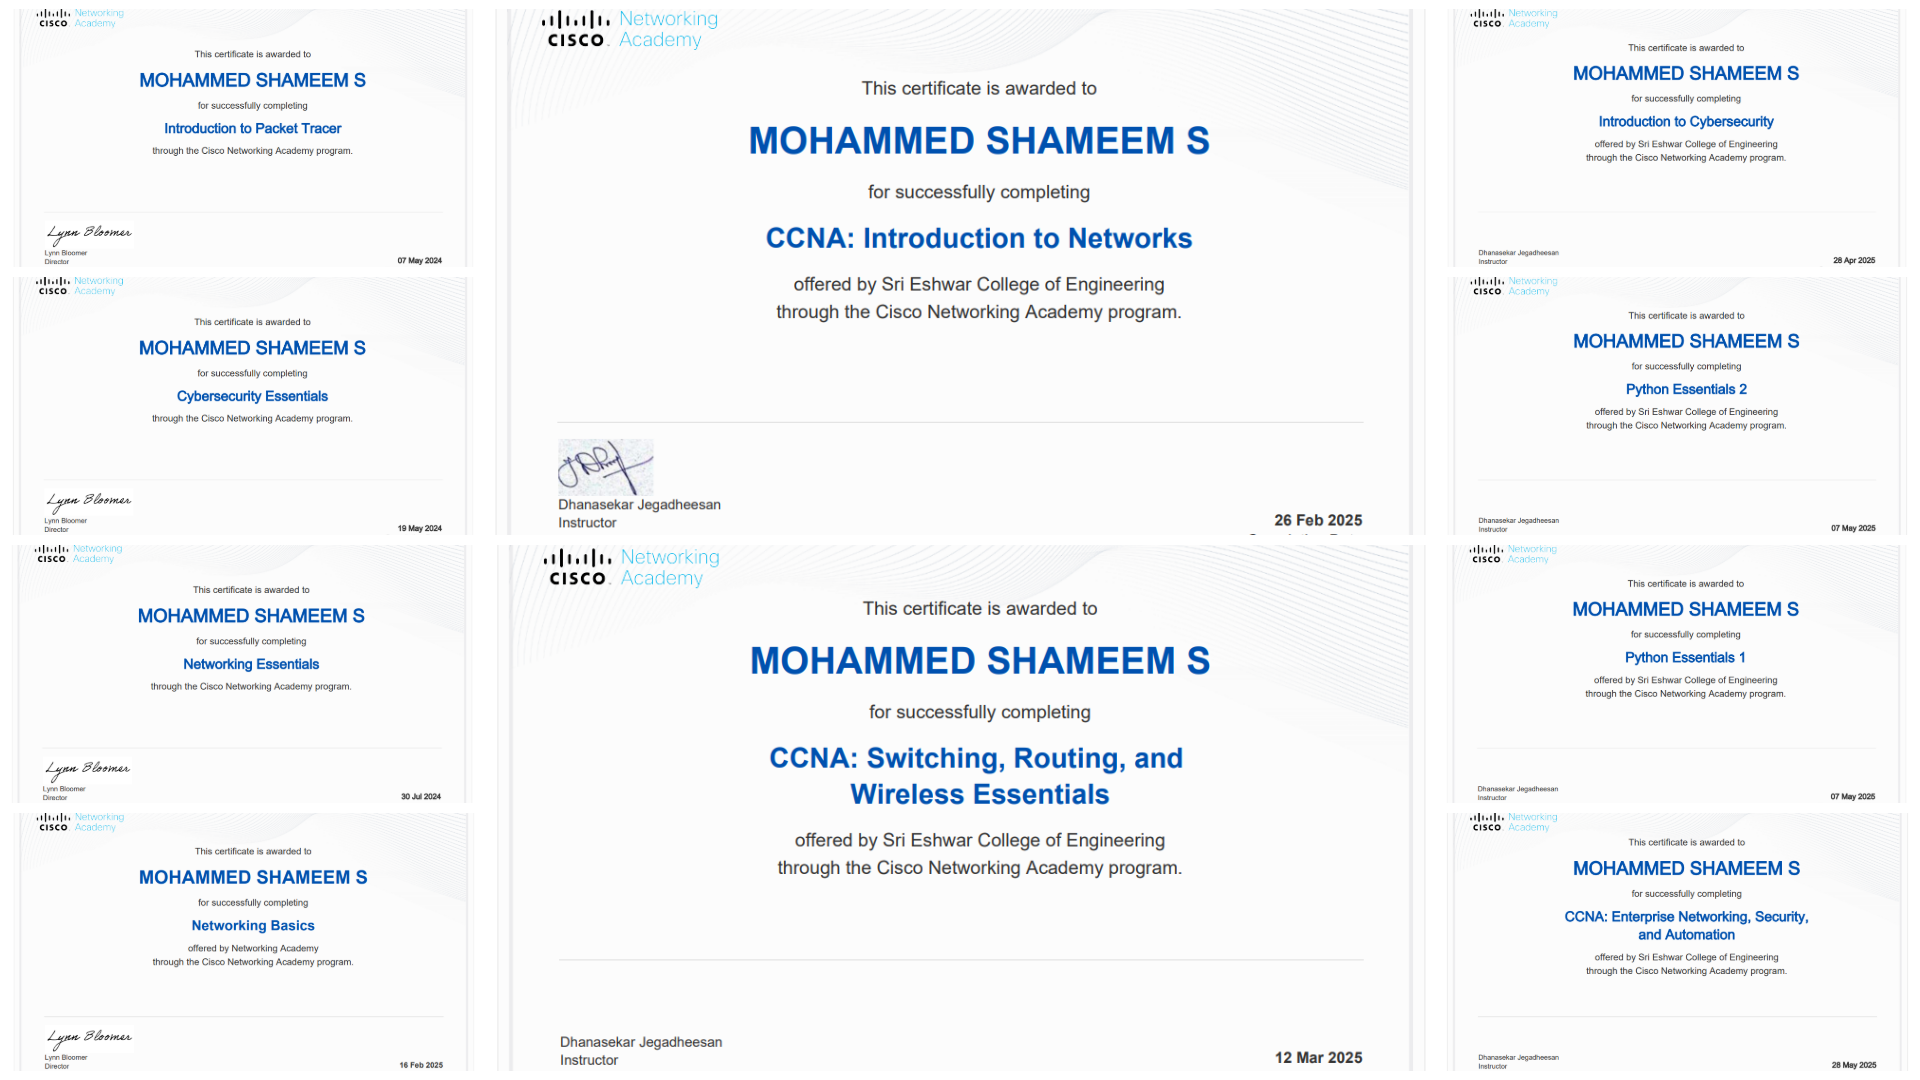 CISCO
Networking
Academy
This certificate is awarded to
MOHAMMED SHAMEEM S
for successfully completing
Introduction to Packet Tracer
through the Cisco Networking Academy program.
Lynn Bloomer
Lynn Bloomer
Director
07 May 2024
CISCO
Networking
Academy
This certificate is awarded to
MOHAMMED SHAMEEM S
for successfully completing
Cybersecurity Essentials
through the Cisco Networking Academy program.
Lynn Bloomer
Lynn Bloomer
Director
19 May 2024
CISCO
Networking
Academy
This certificate is awarded to
MOHAMMED SHAMEEM S
for successfully completing
Networking Essentials
through the Cisco Networking Academy program.
Lynn Bloomer
Lynn Bloomer
Director
30 Jul 2024
CISCO
Networking
Academy
This certificate is awarded to
MOHAMMED SHAMEEM S
for successfully completing
Networking Basics
offered by Networking Academy
through the Cisco Networking Academy program.
Lynn Bloomer
Lynn Bloomer
Director
16 Feb 2025
CISCO
Networking
Academy
This certificate is awarded to
MOHAMMED SHAMEEM S
for successfully completing
CCNA: Introduction to Networks
offered by Sri Eshwar College of Engineering
through the Cisco Networking Academy program.
Dhanasekar Jegadheesan
Instructor
26 Feb 2025
CISCO
Networking
Academy
This certificate is awarded to
MOHAMMED SHAMEEM S
for successfully completing
CCNA: Switching, Routing, and
Wireless Essentials
offered by Sri Eshwar College of Engineering
through the Cisco Networking Academy program.
Dhanasekar Jegadheesan
Instructor
12 Mar 2025
CISCO
Networking
Academy
This certificate is awarded to
MOHAMMED SHAMEEM S
for successfully completing
Introduction to Cybersecurity
offered by Sri Eshwar College of Engineering
through the Cisco Networking Academy program.
Dhanasekar Jegadheesan
Instructor
28 Apr 2025
CISCO
Networking
Academy
This certificate is awarded to
MOHAMMED SHAMEEM S
for successfully completing
Python Essentials 2
offered by Sri Eshwar College of Engineering
through the Cisco Networking Academy program.
Dhanasekar Jegadheesan
Instructor
07 May 2025
CISCO
Networking
Academy
This certificate is awarded to
MOHAMMED SHAMEEM S
for successfully completing
Python Essentials 1
offered by Sri Eshwar College of Engineering
through the Cisco Networking Academy program.
Dhanasekar Jegadheesan
Instructor
07 May 2025
CISCO
Networking
Academy
This certificate is awarded to
MOHAMMED SHAMEEM S
for successfully completing
CCNA: Enterprise Networking, Security,
and Automation
offered by Sri Eshwar College of Engineering
through the Cisco Networking Academy program.
Dhanasekar Jegadheesan
Instructor
28 May 2025